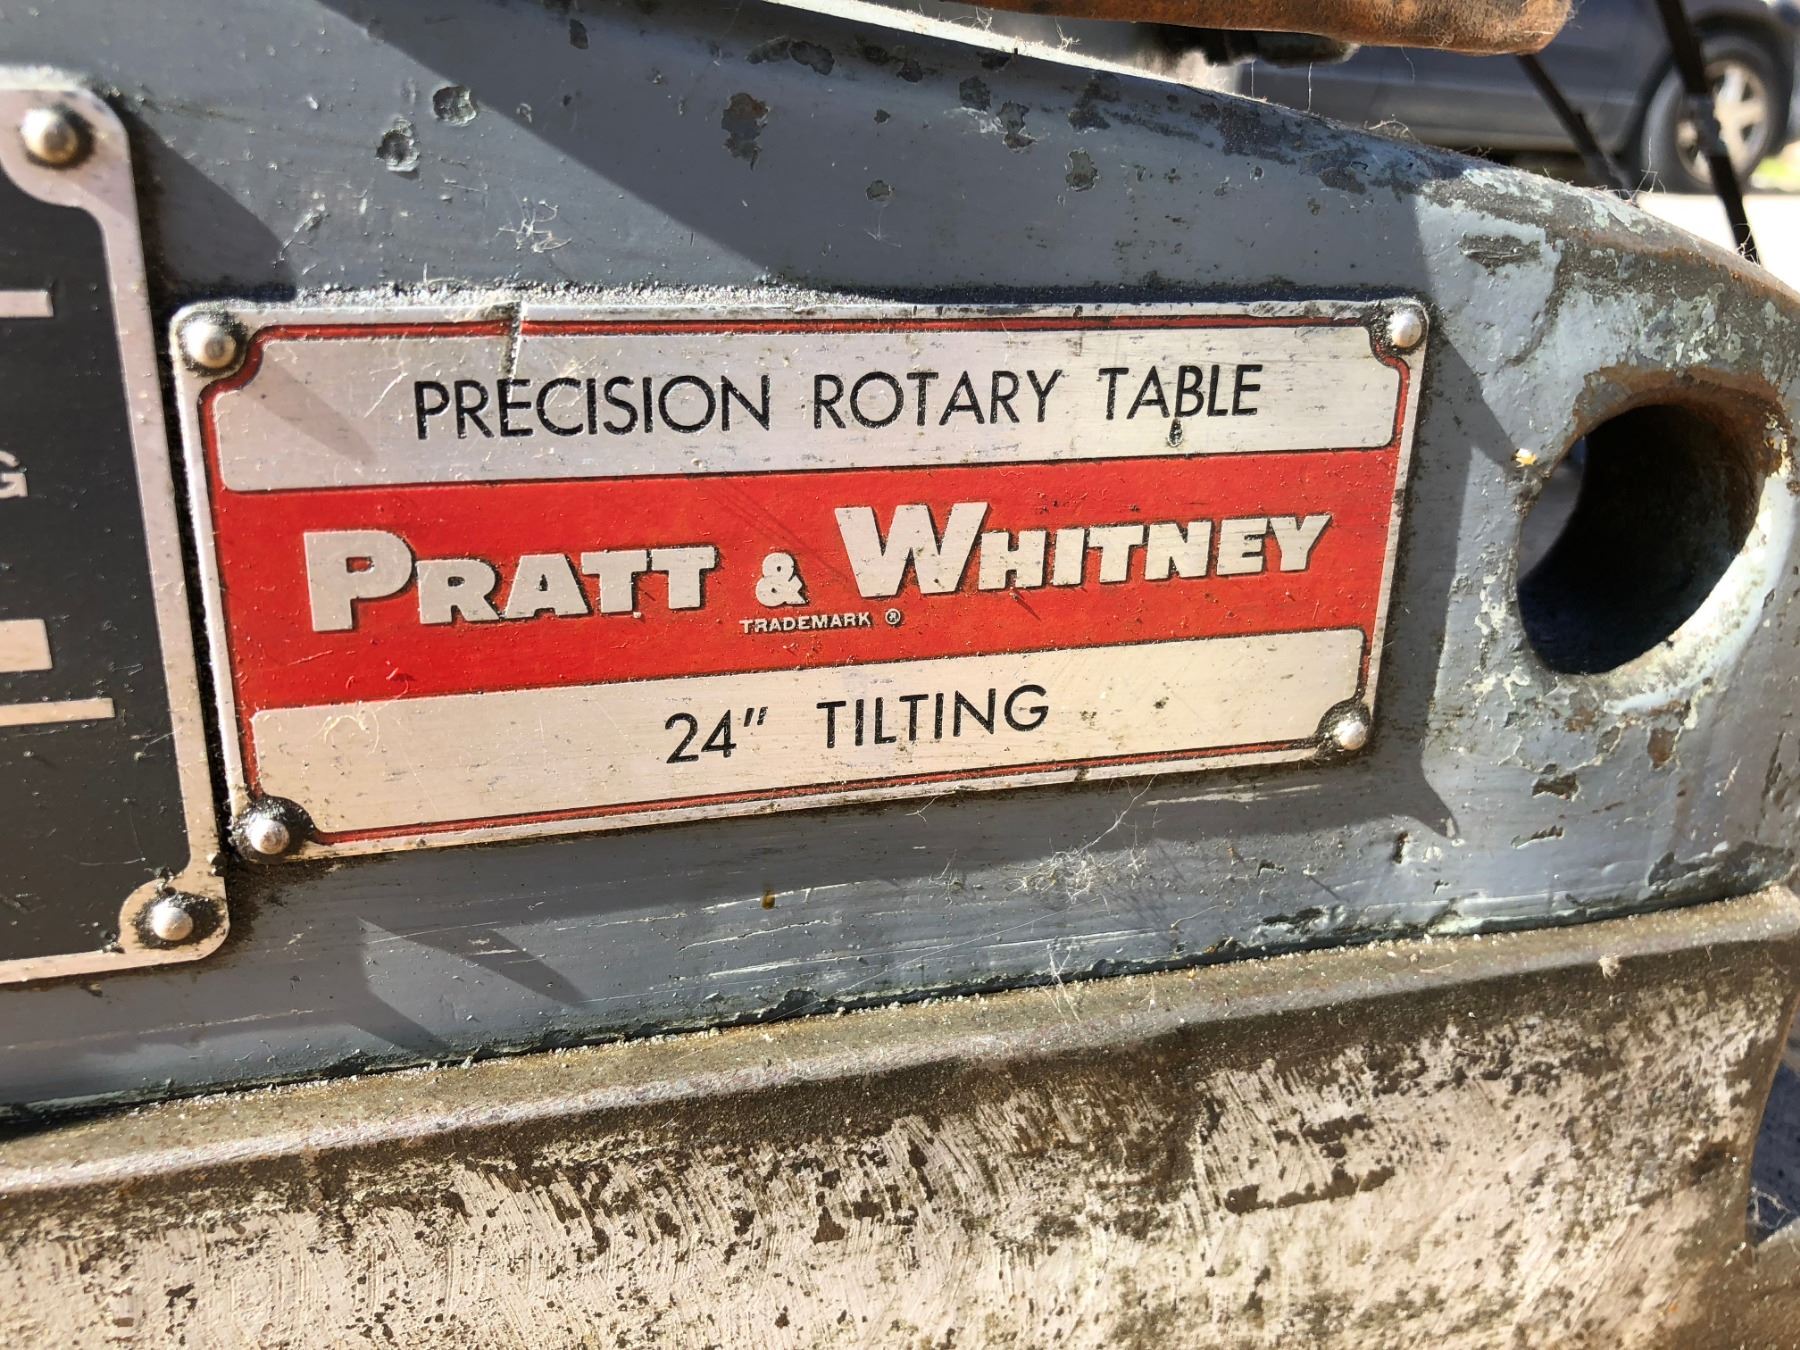 PRECISION ROTARY TABLE
PRATT & WHITNEY
TRADEMARK ®
24" TILTING
G